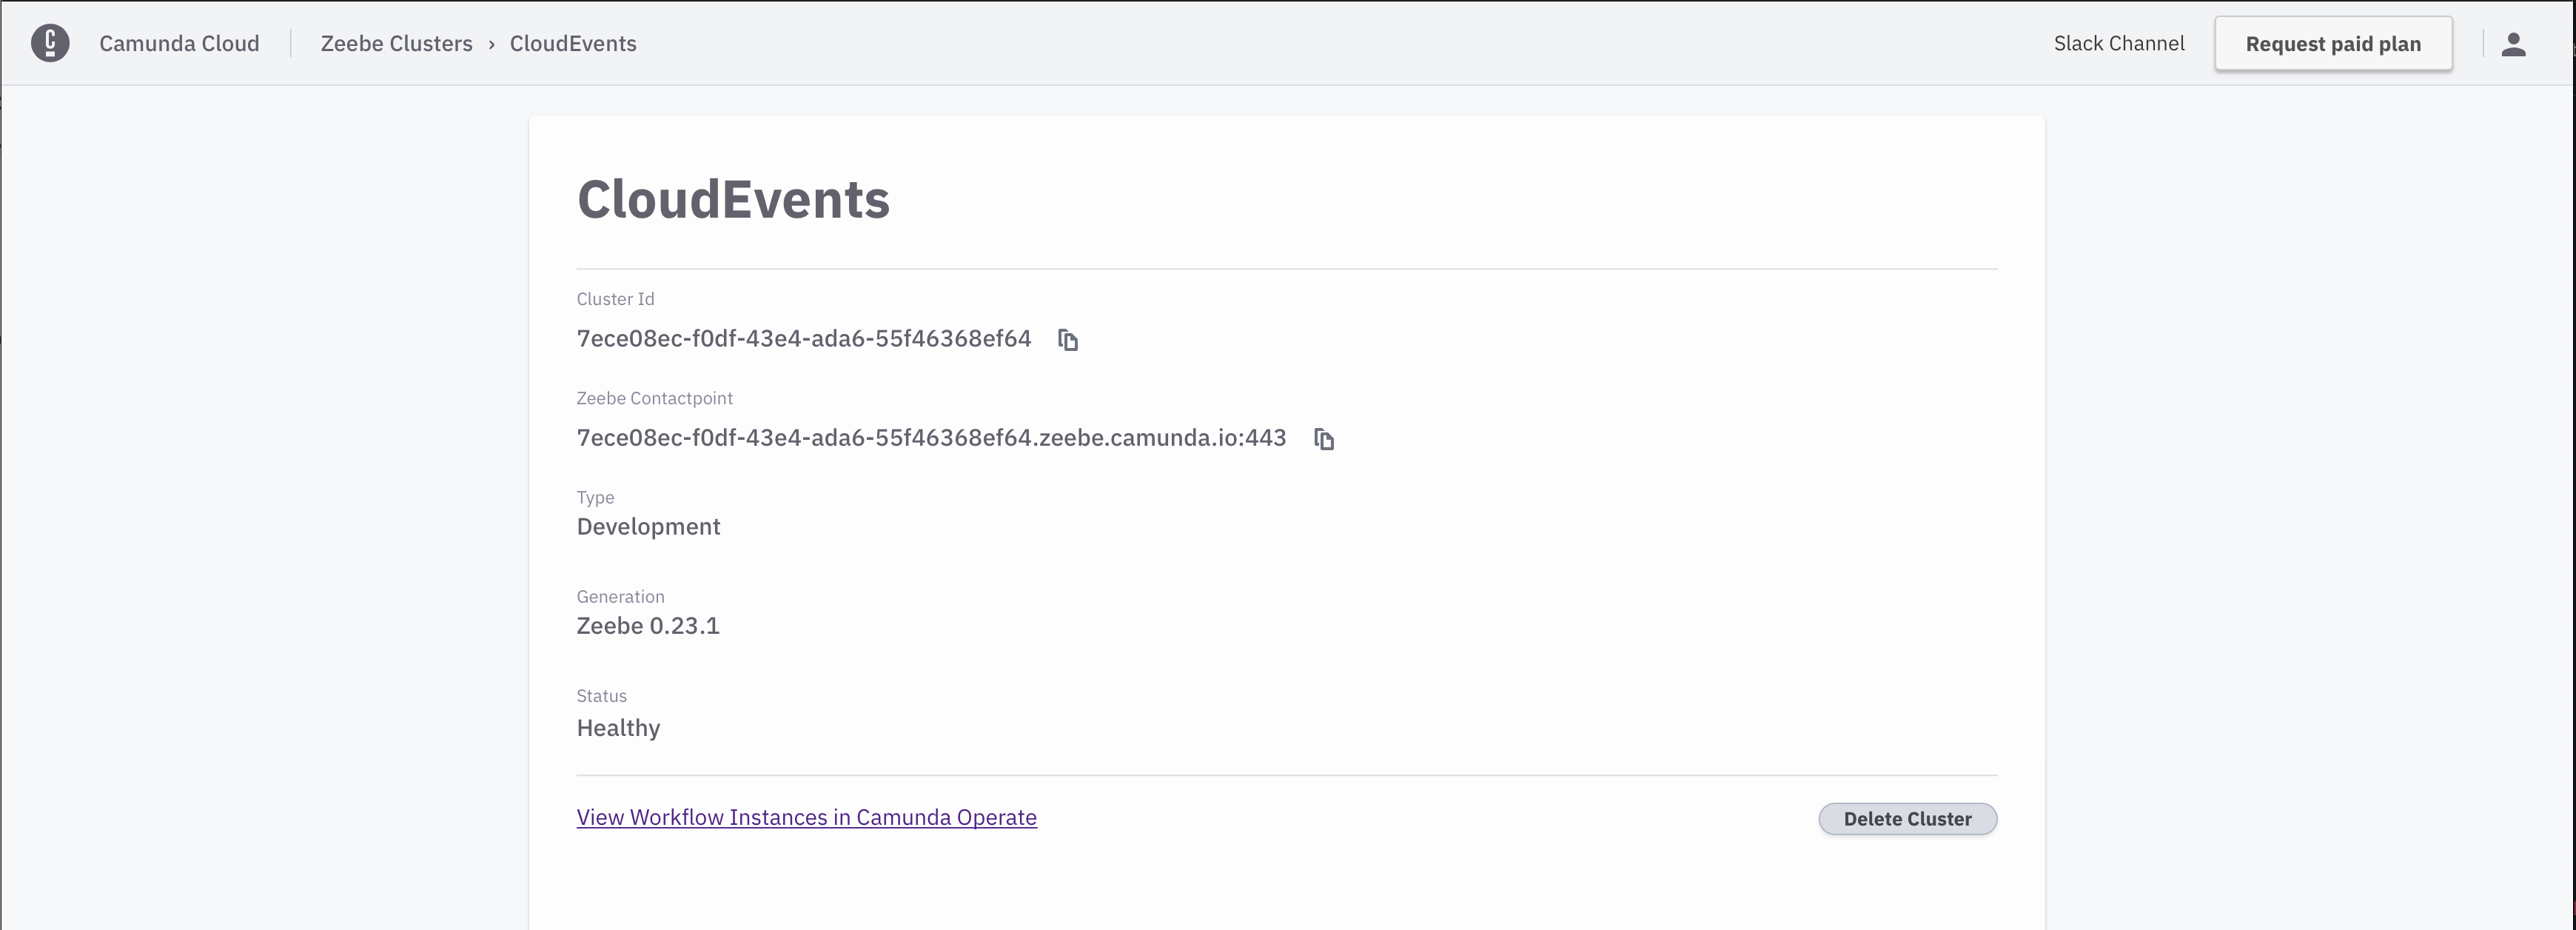 Camunda Cloud Zeebe Clusters › CloudEvents Slack Channel Request paid plan
CloudEvents
Cluster Id
7ece08ec-f0df-43e4-ada6-55f46368ef64
Zeebe Contactpoint
7ece08ec-f0df-43e4-ada6-55f46368ef64.zeebe.camunda.io:443
Type
Development
Generation
Zeebe 0.23.1
Status
Healthy
View Workflow Instances in Camunda Operate Delete Cluster